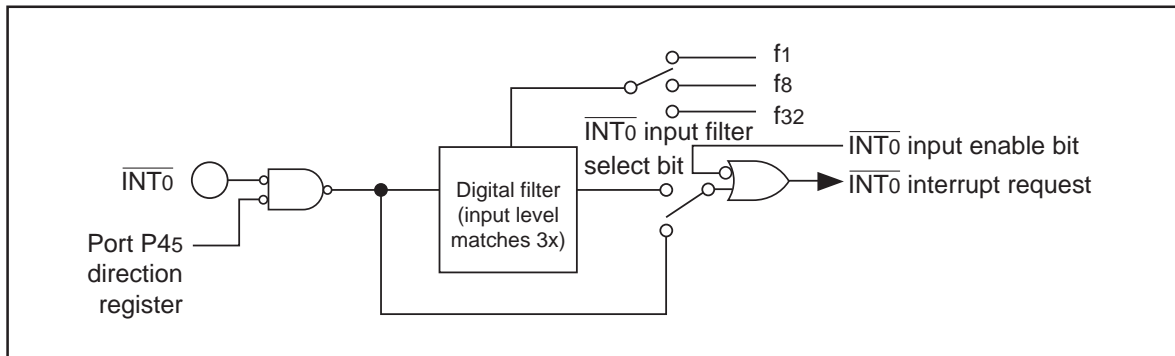 f1
f8
f32
INT0 input filter
select bit
INT0 input enable bit
INT0 interrupt request
INT0
Digital filter
(input level
matches 3x)
Port P45
direction
register